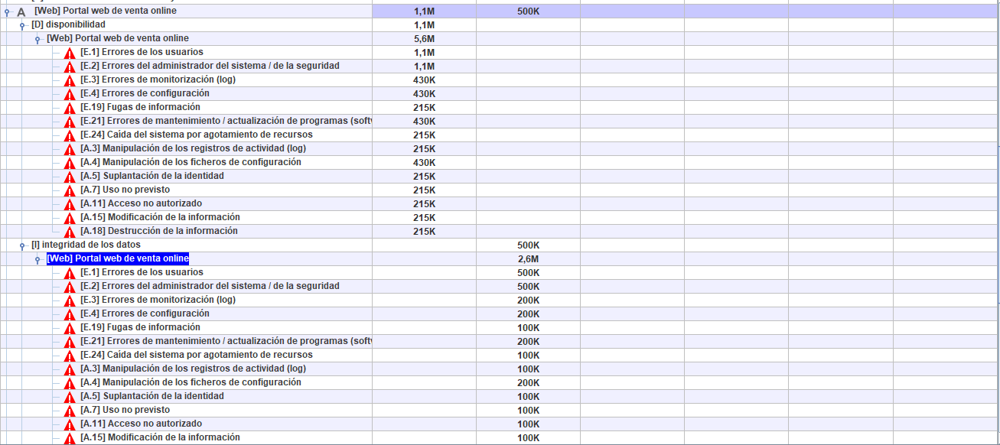 A [Web] Portal web de venta online 1,1M 500K
[D] disponibilidad 1,1M
[Web] Portal web de venta online 5,6M
[E.1] Errores de los usuarios 1,1M
[E.2] Errores del administrador del sistema / de la seguridad 1,1M
[E.3] Errores de monitorización (log) 430K
[E.4] Errores de configuración 430K
[E.19] Fugas de información 215K
[E.21] Errores de mantenimiento / actualización de programas (soft 430K
[E.24] Caída del sistema por agotamiento de recursos 215K
[A.3] Manipulación de los registros de actividad (log) 215K
[A.4] Manipulación de los ficheros de configuración 430K
[A.5] Suplantación de la identidad 215K
[A.7] Uso no previsto 215K
[A.11] Acceso no autorizado 215K
[A.15] Modificación de la información 215K
[A.18] Destrucción de la información 215K
[I] integridad de los datos 500K
[Web] Portal web de venta online 2,6M
[E.1] Errores de los usuarios 500K
[E.2] Errores del administrador del sistema / de la seguridad 500K
[E.3] Errores de monitorización (log) 200K
[E.4] Errores de configuración 200K
[E.19] Fugas de información 100K
[E.21] Errores de mantenimiento / actualización de programas (soft 200K
[E.24] Caída del sistema por agotamiento de recursos 100K
[A.3] Manipulación de los registros de actividad (log) 100K
[A.4] Manipulación de los ficheros de configuración 200K
[A.5] Suplantación de la identidad 100K
[A.7] Uso no previsto 100K
[A.11] Acceso no autorizado 100K
[A.15] Modificación de la información 100K